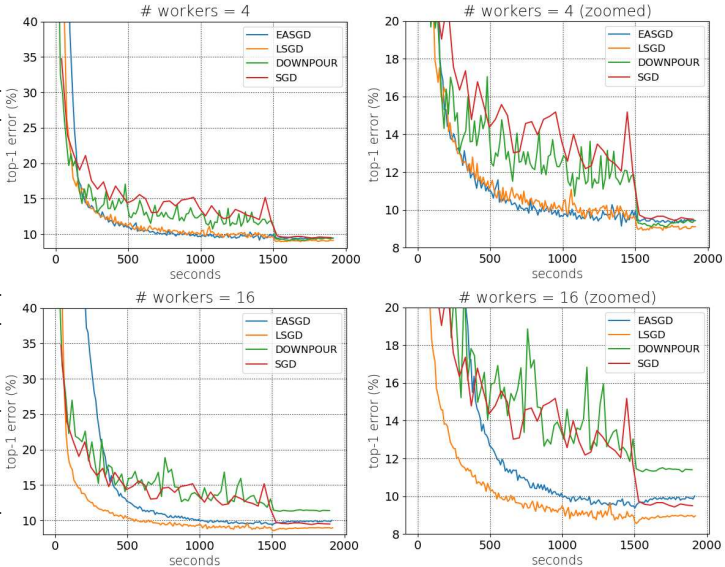 # workers = 4
40
35
30
25
20
15
10
top-1 error (%)
0
500
1000
1500
2000
seconds
EASGD
LSGD
DOWNPOUR
SGD
# workers = 4 (zoomed)
20
18
16
14
12
10
8
top-1 error (%)
0
500
1000
1500
2000
seconds
EASGD
LSGD
DOWNPOUR
SGD
# workers = 16
40
35
30
25
20
15
10
top-1 error (%)
0
500
1000
1500
2000
seconds
EASGD
LSGD
DOWNPOUR
SGD
# workers = 16 (zoomed)
20
18
16
14
12
10
8
top-1 error (%)
0
500
1000
1500
2000
seconds
EASGD
LSGD
DOWNPOUR
SGD